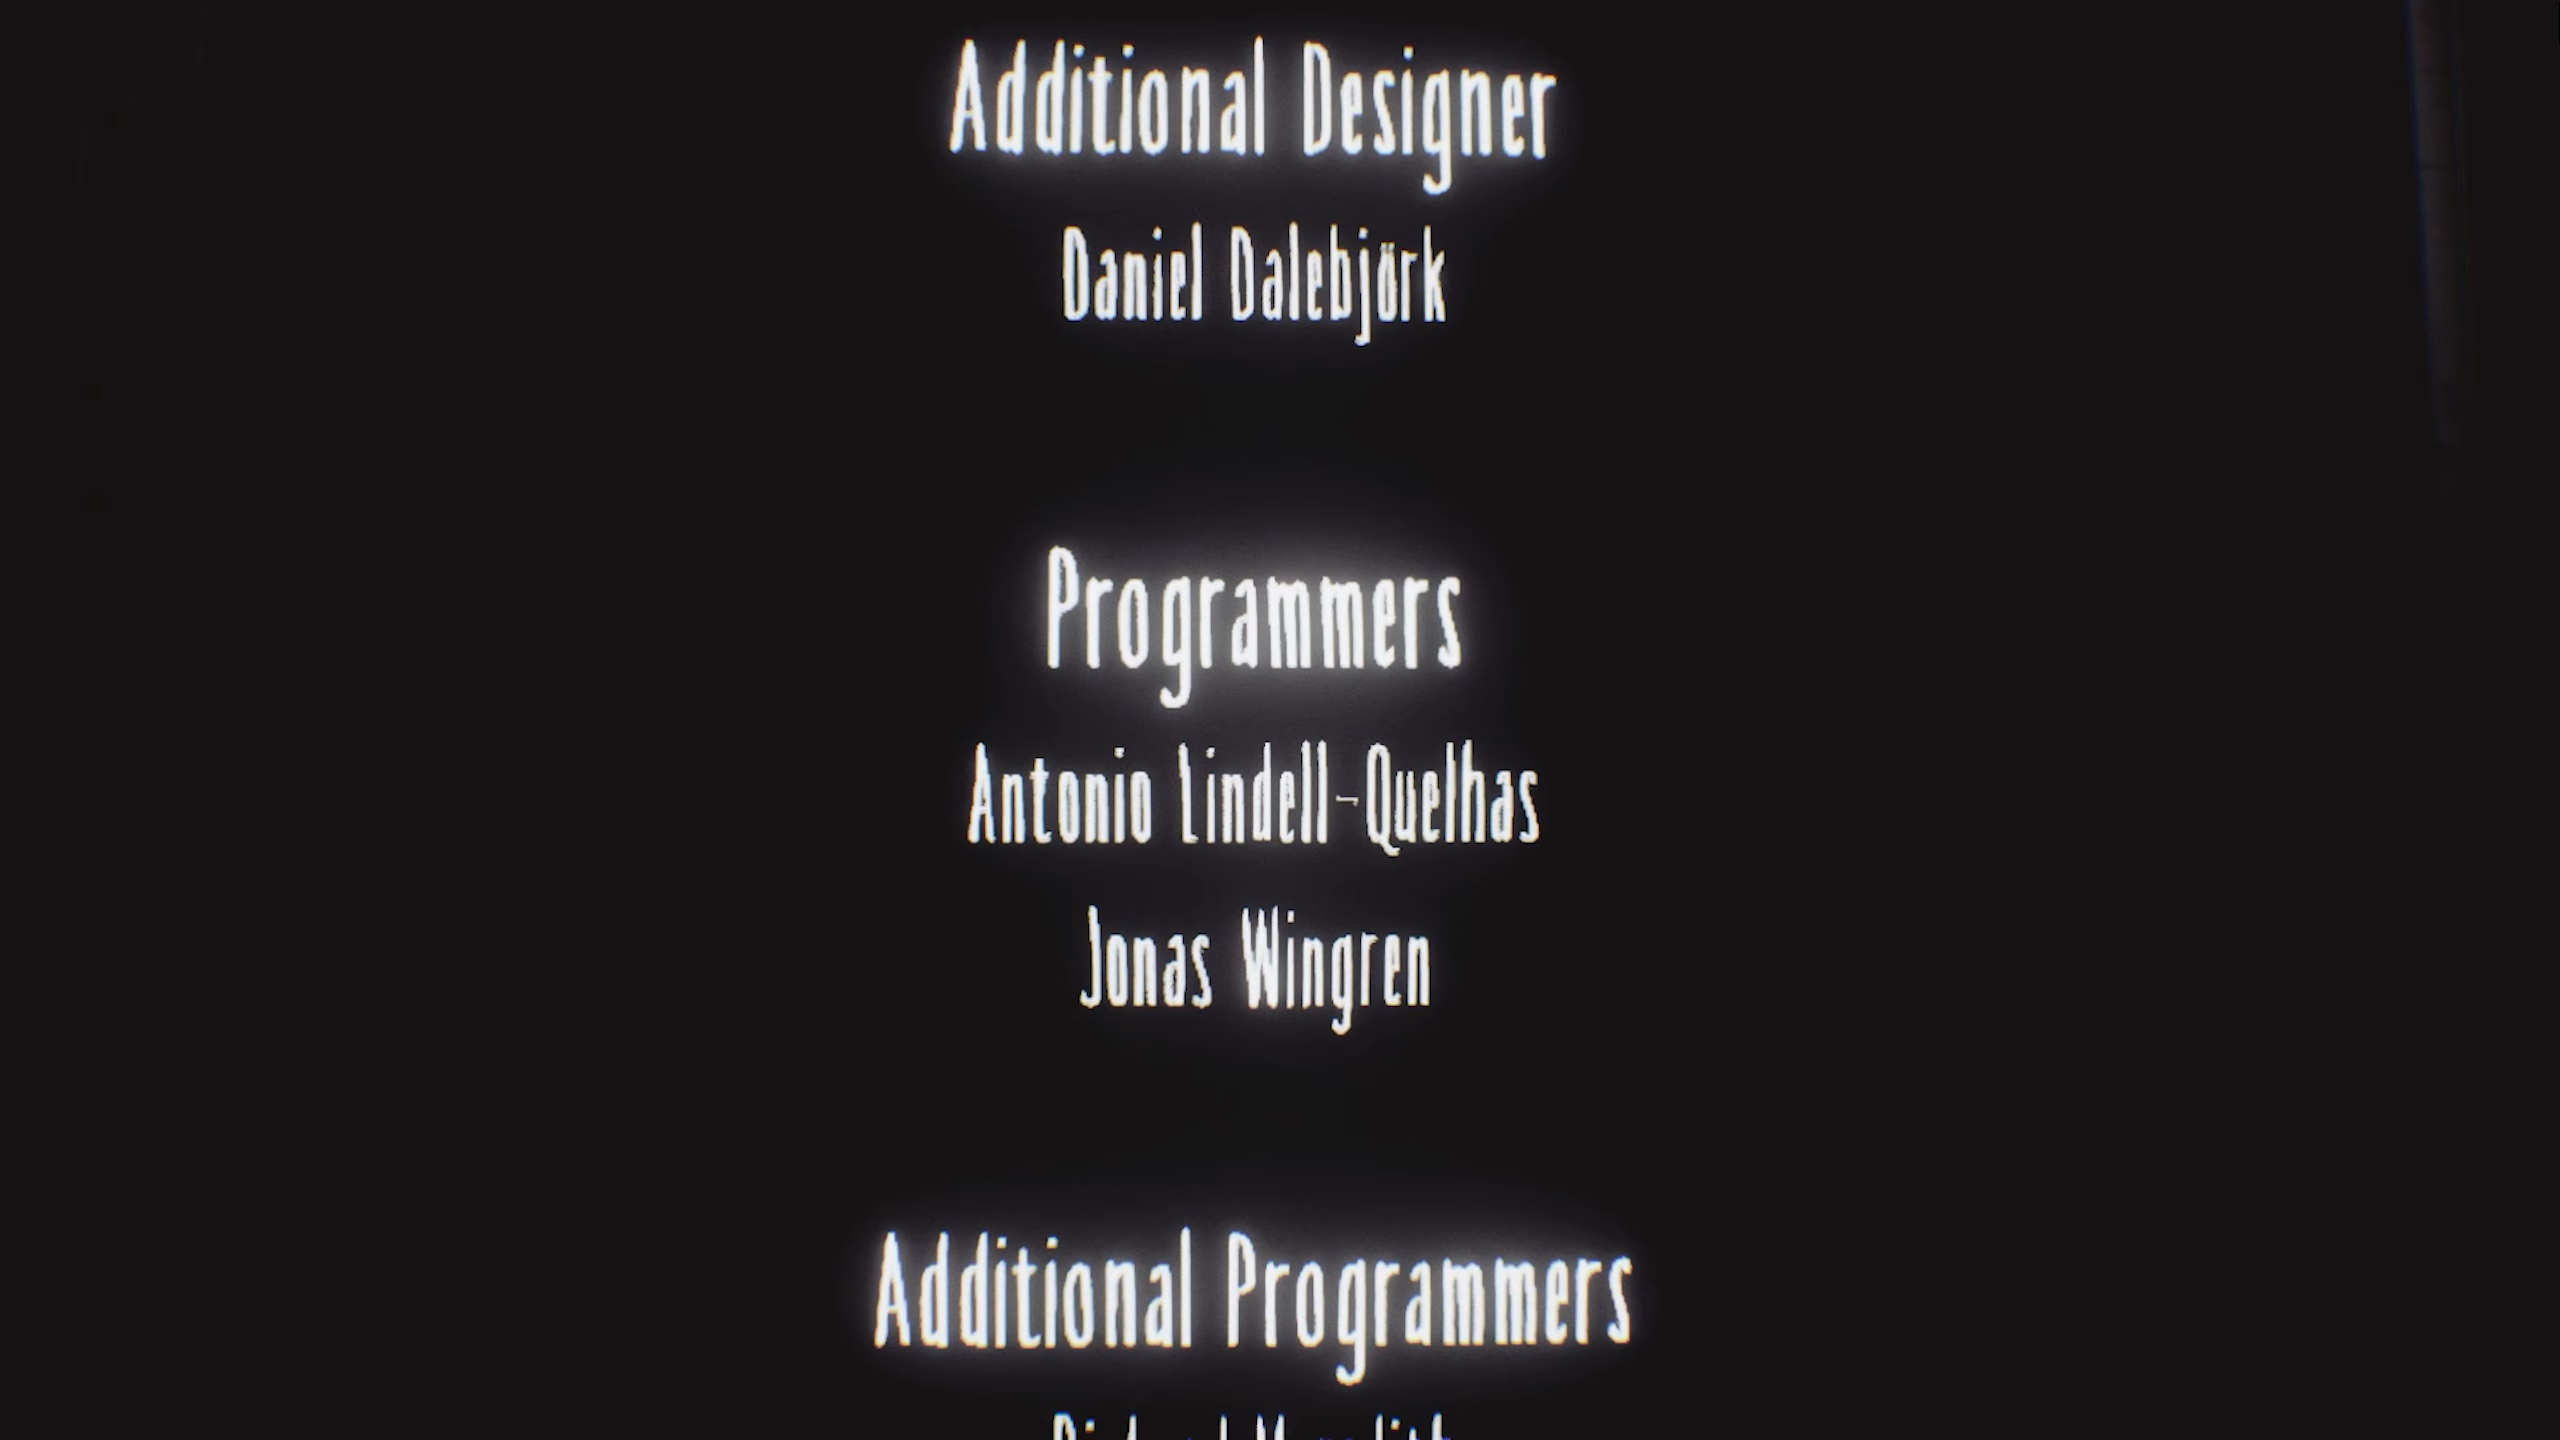 Additional Designer
Daniel Dalebjörk
Programmers
Antonio Lindell-Quelhas
Jonas Wingren
Additional Programmers